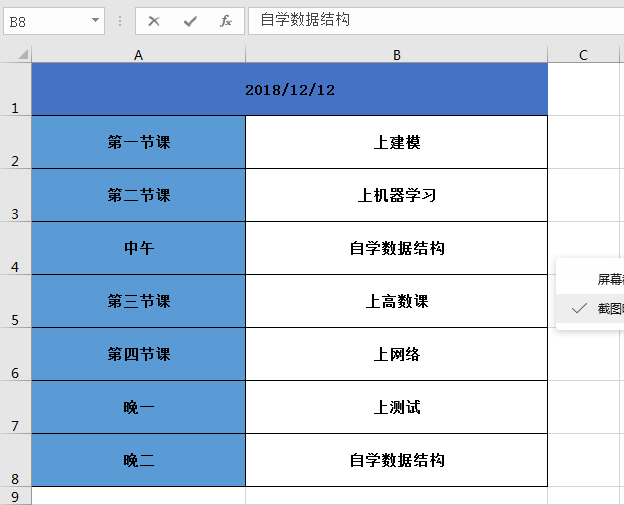 B8 自学数据结构
A B C
1 2018/12/12
2 第一节课 上建模
3 第二节课 上机器学习
4 中午 自学数据结构
5 第三节课 上高数课
6 第四节课 上网络
7 晚一 上测试
8 晚二 自学数据结构
9
屏幕
截图